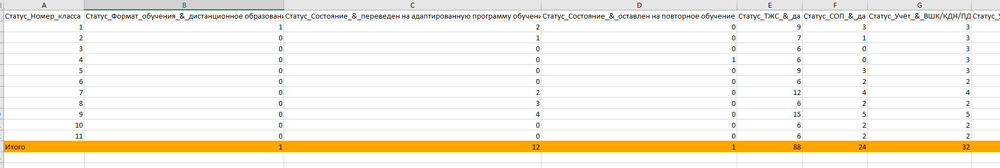 A B C D E F G
Статус_Номер_класса Статус_Формат_обучения_&_дистанционное образовани Статус_Состояние_&_переведен на адаптированную программу обучени Статус_Состояние_&_оставлен на повторное обучение Статус_ТЖС_&_да Статус_СОП_&_да Статус_Учёт_&_ВШК/КДН/ПД Статус_У
1 1 2 0 9 3 3
2 0 1 0 7 1 3
3 0 0 0 6 0 3
4 0 0 1 6 0 3
5 0 0 0 9 3 3
6 0 0 0 6 2 2
7 0 2 0 12 4 4
8 0 3 0 6 2 2
9 0 4 0 15 5 5
10 0 0 0 6 2 2
11 0 0 0 6 2 2
Итого 1 12 1 88 24 32